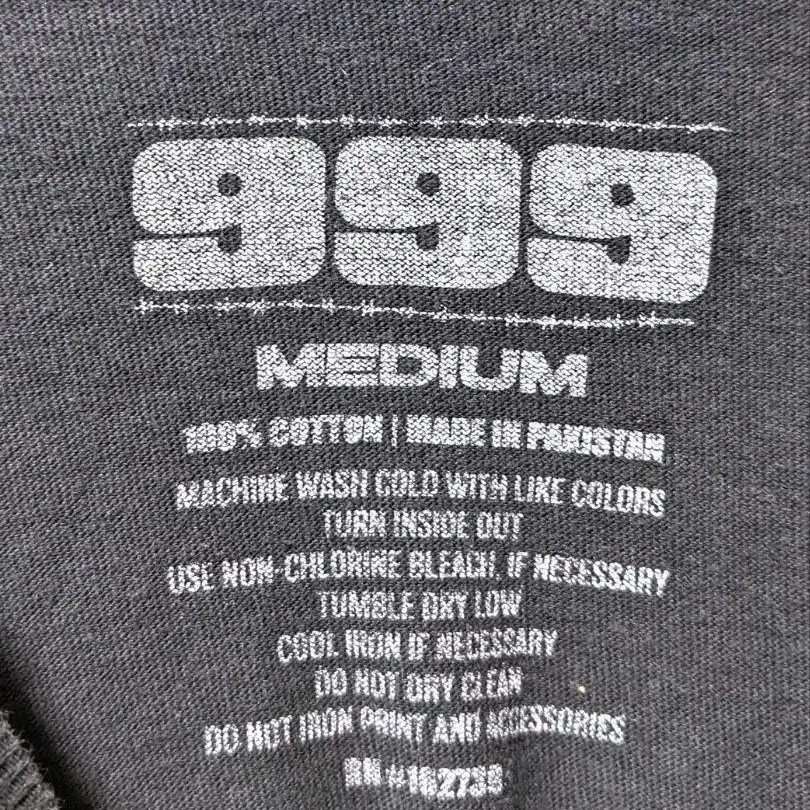 999
MEDIUM
100% COTTON | MADE IN PAKISTAN
MACHINE WASH COLD WITH LIKE COLORS
TURN INSIDE OUT
USE NON-CHLORINE BLEACH, IF NECESSARY
TUMBLE DRY LOW
COOL IRON IF NECESSARY
DO NOT DRY CLEAN
DO NOT IRON PRINT AND ACCESSORIES